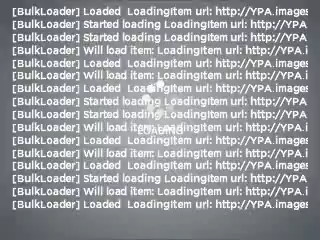 [BulkLoader] Loaded  LoadingItem url: http://YPA.images
[BulkLoader] Started loading LoadingItem url: http://YPA
[BulkLoader] Started loading LoadingItem url: http://YPA
[BulkLoader] Will load item: LoadingItem url: http://YPA.i
[BulkLoader] Loaded  LoadingItem url: http://YPA.images
[BulkLoader] Will load item: LoadingItem url: http://YPA.i
[BulkLoader] Loaded  LoadingItem url: http://YPA.images
[BulkLoader] Started loading LoadingItem url: http://YPA
[BulkLoader] Started loading LoadingItem url: http://YPA
[BulkLoader] Will load item: LoadingItem url: http://YPA.i
LOADING
[BulkLoader] Loaded  LoadingItem url: http://YPA.images
[BulkLoader] Will load item: LoadingItem url: http://YPA.i
[BulkLoader] Loaded  LoadingItem url: http://YPA.images
[BulkLoader] Started loading LoadingItem url: http://YPA
[BulkLoader] Will load item: LoadingItem url: http://YPA.i
[BulkLoader] Loaded  LoadingItem url: http://YPA.images